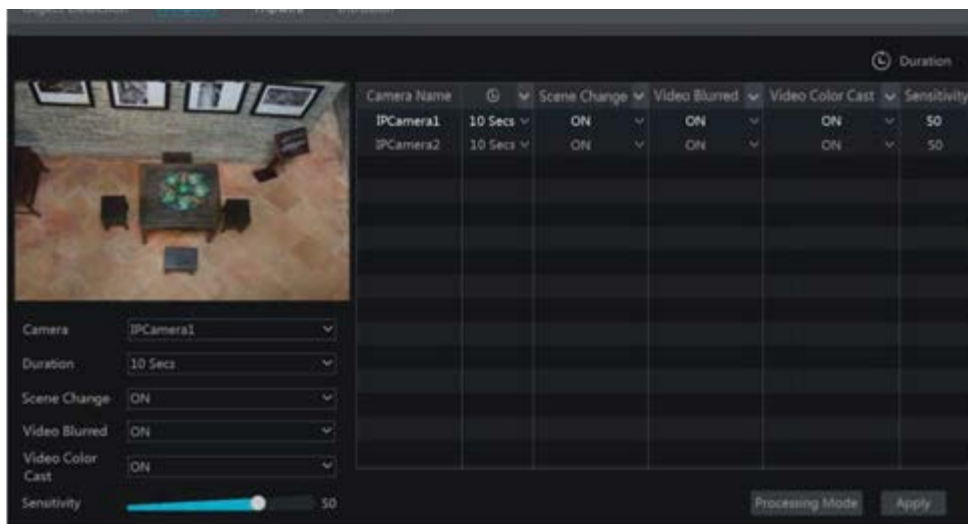 Duration
Camera Name Scene Change Video Blurred Video Color Cast Sensitivity
IPCamera1 10 Secs ON ON ON 50
IPCamera2 10 Secs ON ON ON 50
Camera IPCamera1
Duration 10 Secs
Scene Change ON
Video Blurred ON
Video Color
Cast ON
Sensitivity 50
Processing Mode Apply